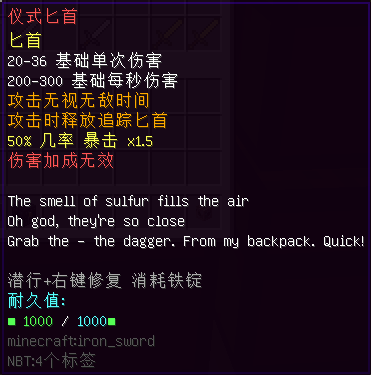 仪式匕首
匕首
20-36 基础单次伤害
200-300 基础每秒伤害
攻击无视无敌时间
攻击时释放追踪匕首
50% 几率 暴击 x1.5
伤害加成无效
The smell of sulfur fills the air
Oh god, they're so close
Grab the - the dagger. From my backpack. Quick!
潜行+右键修复 消耗铁锭
耐久值:
■ 1000 / 1000■
minecraft:iron_sword
NBT:4个标签